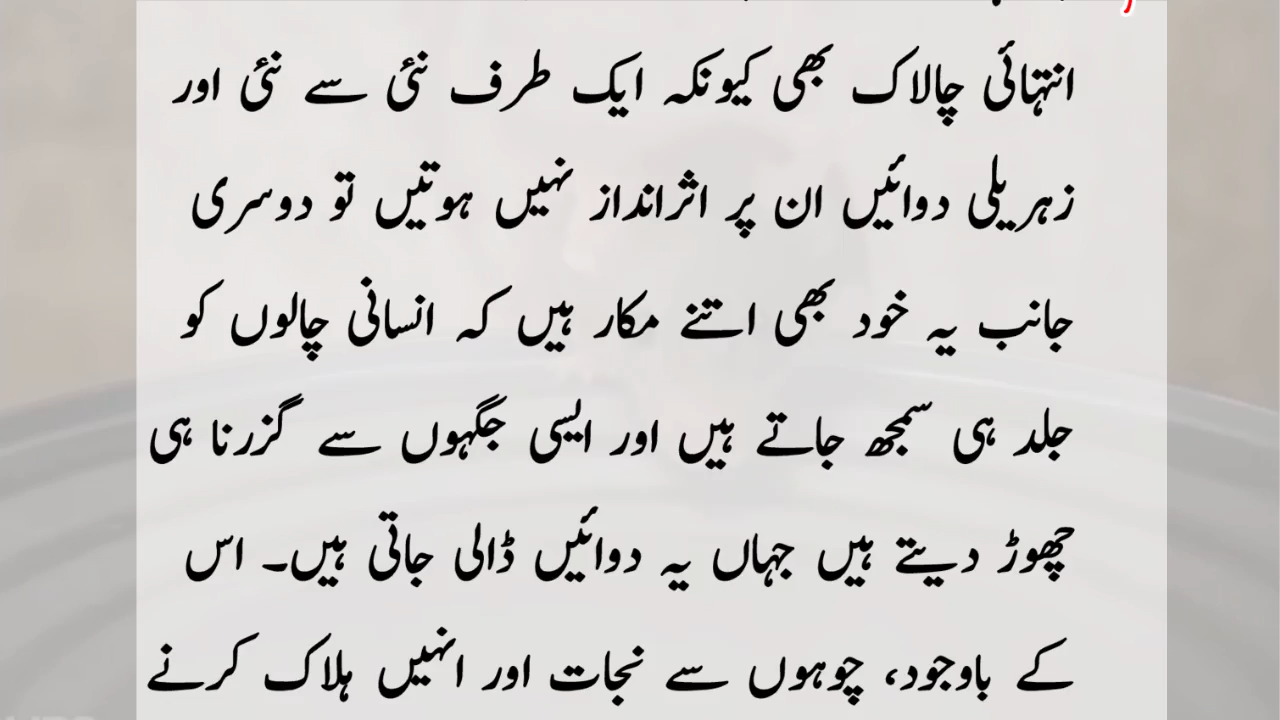 انتہائی چالاک بھی کیونکہ ایک طرف نئی سے نئی اور
زہریلی دوائیں ان پر اثرانداز نہیں ہوتیں تو دوسری
جانب یہ خود بھی اتنے مکار ہیں کہ انسانی چالوں کو
جلد ہی سمجھ جاتے ہیں اور ایسی جگہوں سے گزرنا ہی
چھوڑ دیتے ہیں جہاں یہ دوائیں ڈالی جاتی ہیں۔ اس
کے باوجود، چوہوں سے نجات اور انہیں ہلاک کرنے